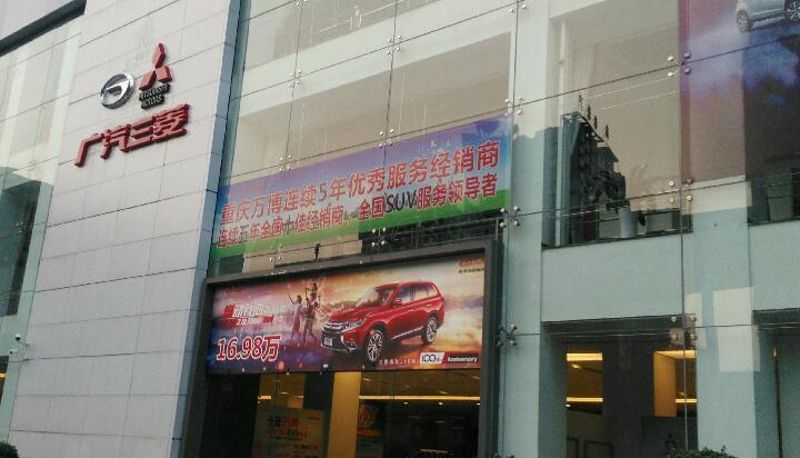 MITSUBISHI
MOTORS
广汽三菱
重庆万博连续5年优秀服务经销商
连续五年全国十佳经销商 全国SUV服务领导者
16.98万
100th Anniversary